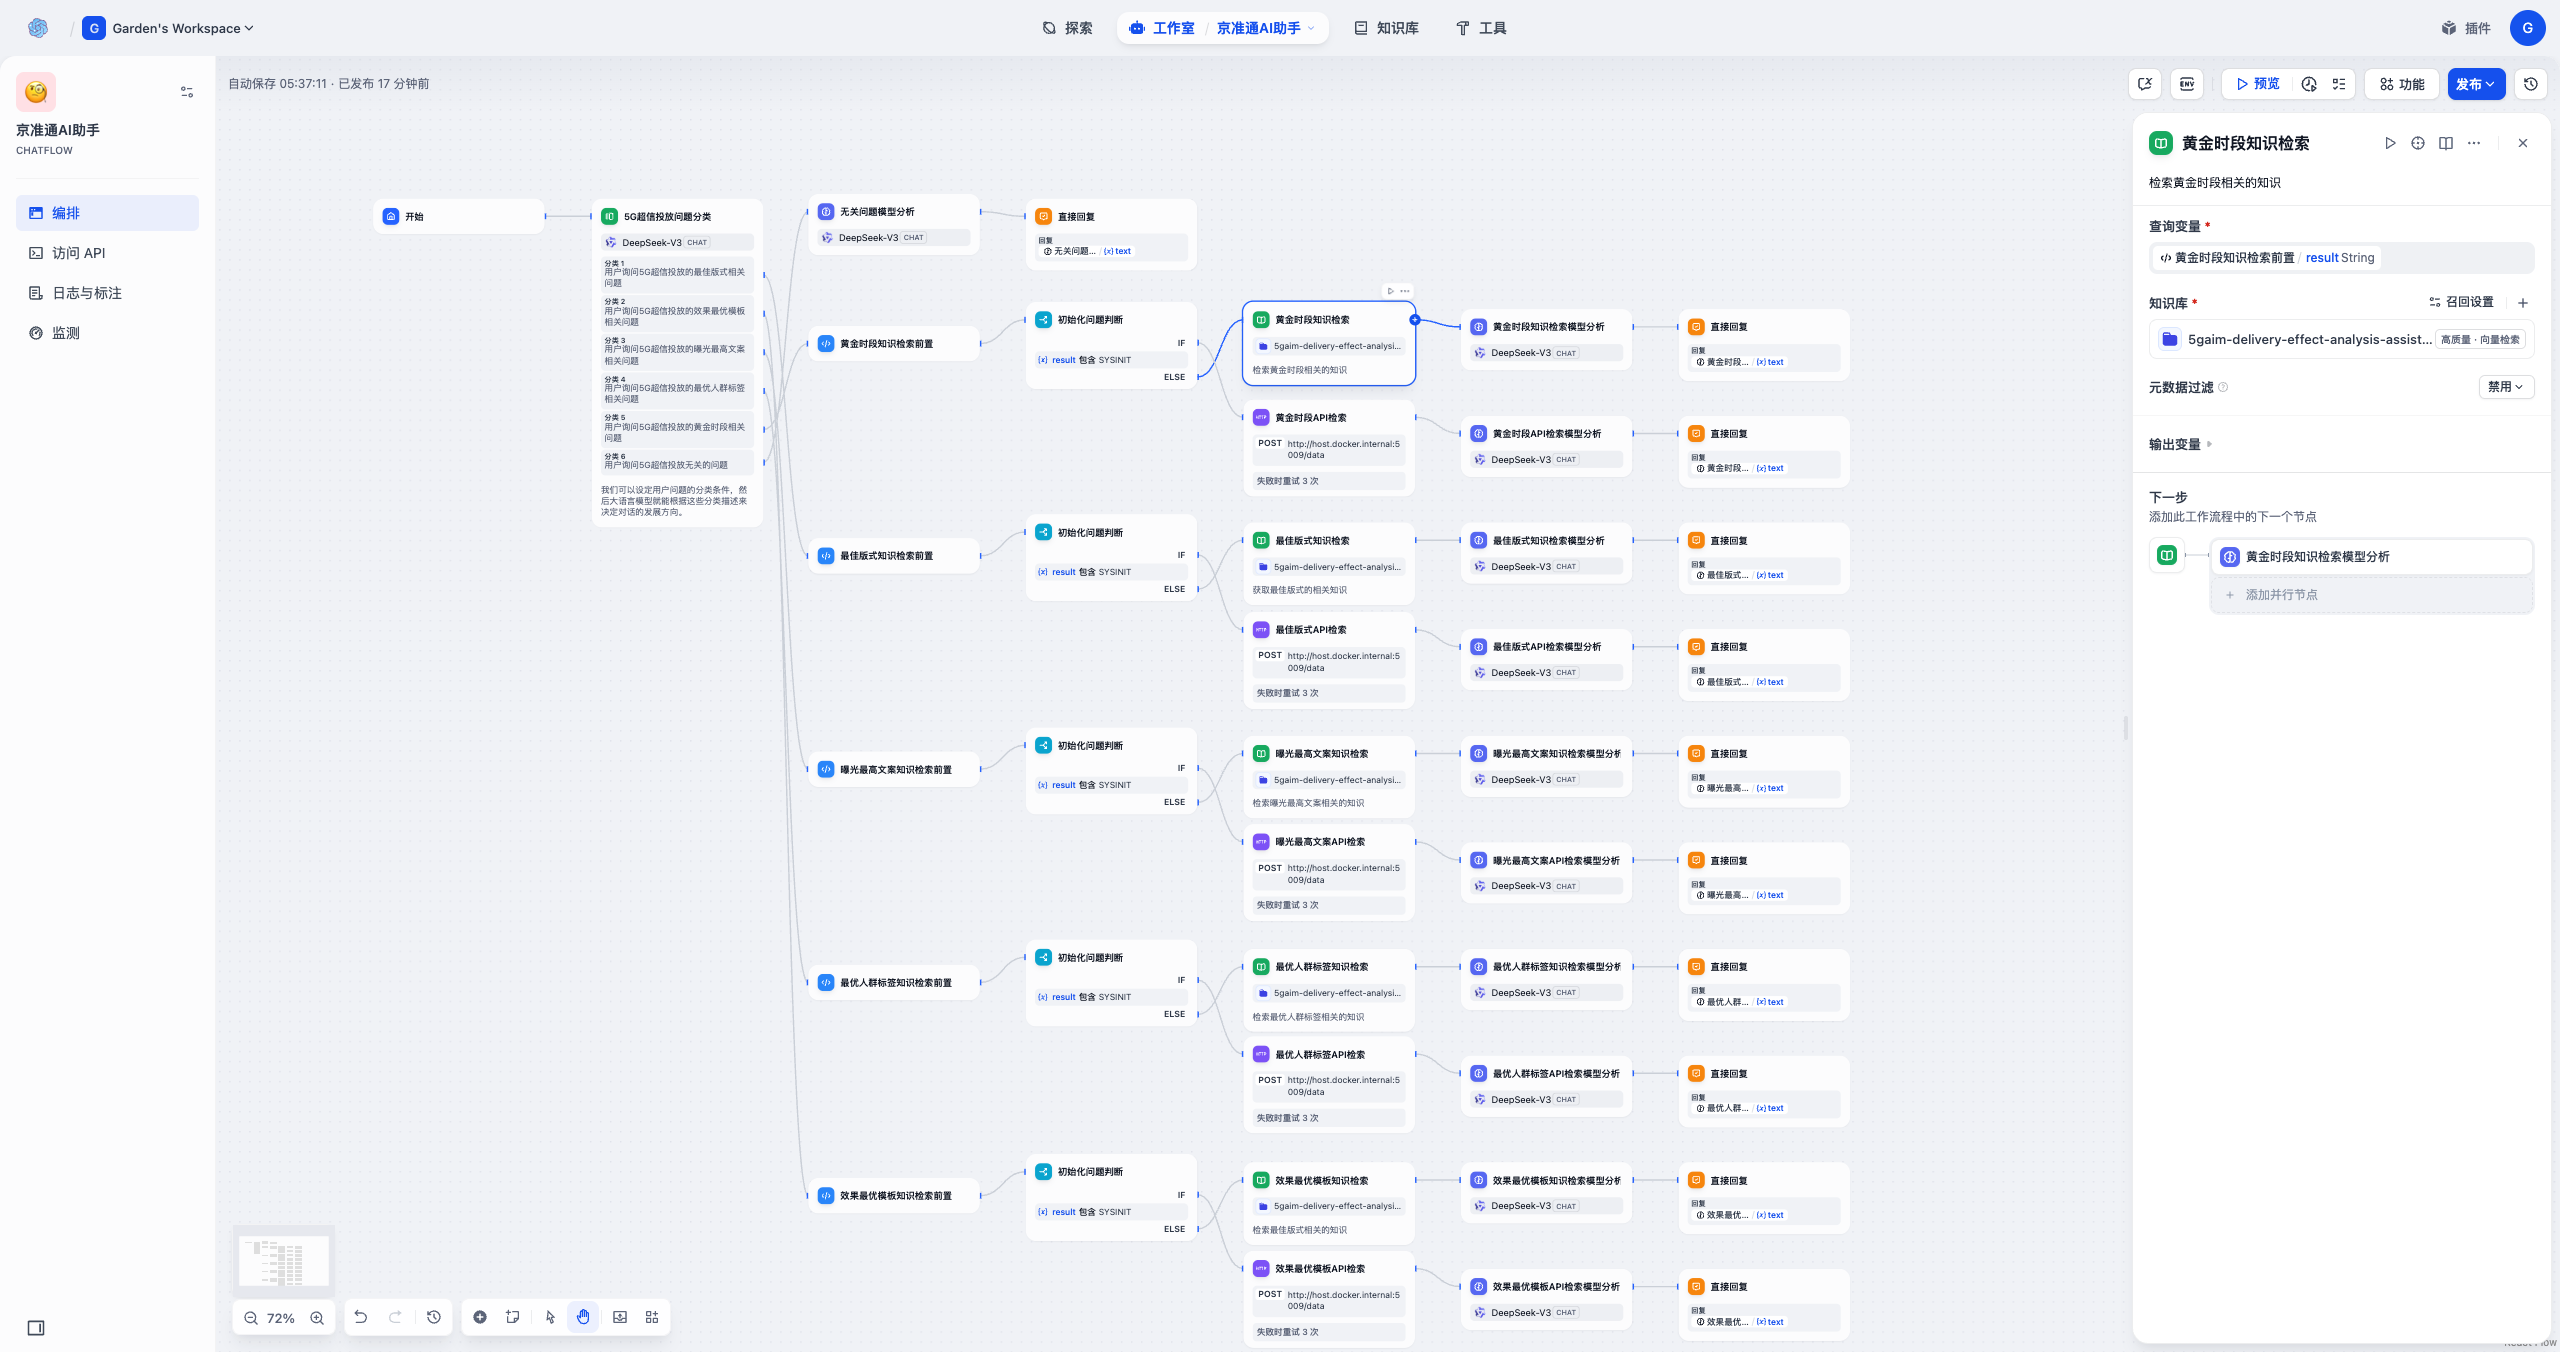 G Garden's Workspace
探索
工作室 / 京准通AI助手
知识库
工具
插件
G
京准通AI助手
CHATFLOW
编排
访问 API
日志与标注
监测
自动保存 05:37:11 · 已发布 17 分钟前
ENV
预览
功能
发布
开始
5G超信投放问题分类
DeepSeek-V3 CHAT
分类 1
用户询问5G超信投放的最佳版式相关
问题
分类 2
用户询问5G超信投放的效果最优模板
相关问题
分类 3
用户询问5G超信投放的曝光最高文案
相关问题
分类 4
用户询问5G超信投放的最优人群标签
相关问题
分类 5
用户询问5G超信投放的黄金时段相关
问题
分类 6
用户询问5G超信投放无关的问题
我们可以设定用户问题的分类条件，然
后大语言模型就能根据这些分类描述来
决定对话的发展方向。
无关问题模型分析
DeepSeek-V3 CHAT
直接回复
回复
无关问题... / {x} text
黄金时段知识检索前置
初始化问题判断
IF
{x} result 包含 SYSINIT
ELSE
黄金时段知识检索
5gaim-delivery-effect-analysi...
检索黄金时段相关的知识
黄金时段知识检索模型分析
DeepSeek-V3 CHAT
直接回复
回复
黄金时段... / {x} text
HTTP 黄金时段API检索
POST http://host.docker.internal:5
009/data
失败时重试 3 次
黄金时段API检索模型分析
DeepSeek-V3 CHAT
直接回复
回复
黄金时段... / {x} text
最佳版式知识检索前置
初始化问题判断
IF
{x} result 包含 SYSINIT
ELSE
最佳版式知识检索
5gaim-delivery-effect-analysi...
获取最佳版式的相关知识
最佳版式知识检索模型分析
DeepSeek-V3 CHAT
直接回复
回复
最佳版式... / {x} text
HTTP 最佳版式API检索
POST http://host.docker.internal:5
009/data
失败时重试 3 次
最佳版式API检索模型分析
DeepSeek-V3 CHAT
直接回复
回复
最佳版式... / {x} text
曝光最高文案知识检索前置
初始化问题判断
IF
{x} result 包含 SYSINIT
ELSE
曝光最高文案知识检索
5gaim-delivery-effect-analysi...
检索曝光最高文案相关的知识
曝光最高文案知识检索模型分析
DeepSeek-V3 CHAT
直接回复
回复
曝光最高... / {x} text
HTTP 曝光最高文案API检索
POST http://host.docker.internal:5
009/data
失败时重试 3 次
曝光最高文案API检索模型分析
DeepSeek-V3 CHAT
直接回复
回复
曝光最高... / {x} text
最优人群标签知识检索前置
初始化问题判断
IF
{x} result 包含 SYSINIT
ELSE
最优人群标签知识检索
5gaim-delivery-effect-analysi...
检索最优人群标签相关的知识
最优人群标签知识检索模型分析
DeepSeek-V3 CHAT
直接回复
回复
最优人群... / {x} text
HTTP 最优人群标签API检索
POST http://host.docker.internal:5
009/data
失败时重试 3 次
最优人群标签API检索模型分析
DeepSeek-V3 CHAT
直接回复
回复
最优人群... / {x} text
效果最优模板知识检索前置
初始化问题判断
IF
{x} result 包含 SYSINIT
ELSE
效果最优模板知识检索
5gaim-delivery-effect-analysi...
检索最佳版式相关的知识
效果最优模板知识检索模型分析
DeepSeek-V3 CHAT
直接回复
回复
效果最优... / {x} text
HTTP 效果最优模板API检索
POST http://host.docker.internal:5
009/data
失败时重试 3 次
效果最优模板API检索模型分析
DeepSeek-V3 CHAT
直接回复
回复
效果最优... / {x} text
72%
黄金时段知识检索
检索黄金时段相关的知识
查询变量 *
黄金时段知识检索前置 / result String
知识库 *
召回设置
5gaim-delivery-effect-analysis-assist... 高质量 · 向量检索
元数据过滤
禁用
输出变量
下一步
添加此工作流程中的下一个节点
黄金时段知识检索模型分析
添加并行节点